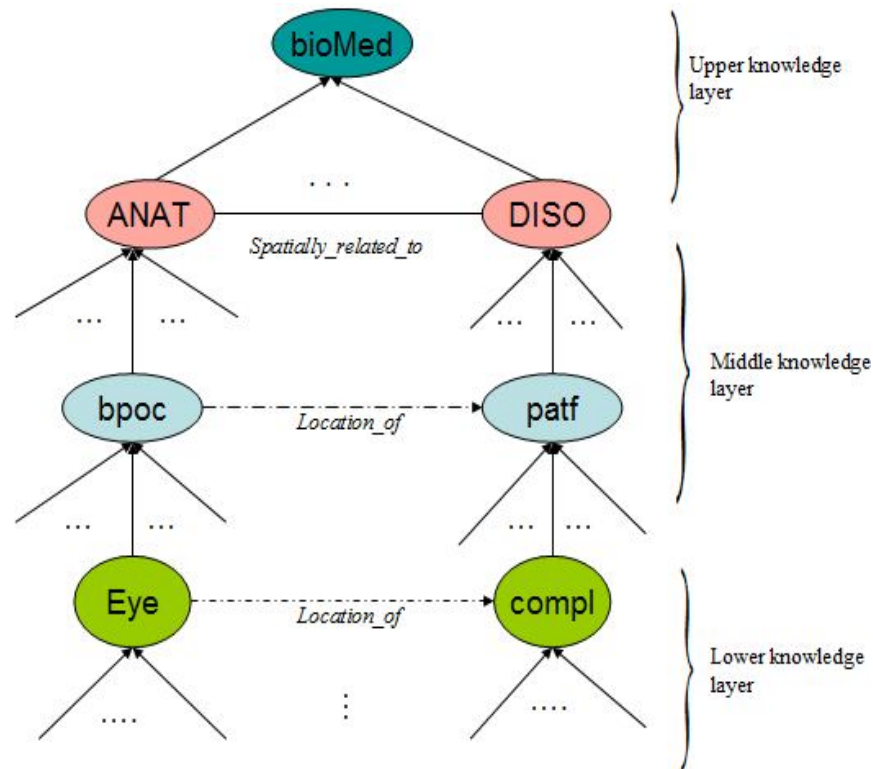 bioMed
Upper knowledge
layer
. . .
ANAT
DISO
Spatially_related_to
... ...
... ...
Middle knowledge
layer
bpoc
patf
Location_of
... ...
... ...
Eye
compl
Location_of
Lower knowledge
layer
....
⋮
....